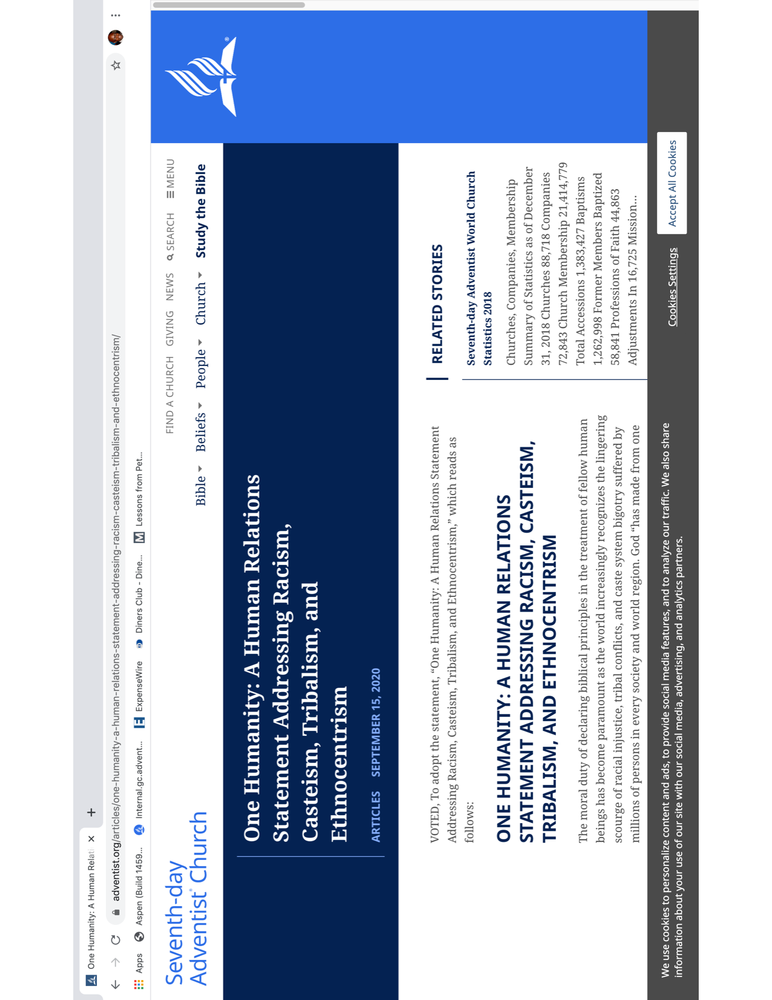 One Humanity: A Human Relati
adventist.org/articles/one-humanity-a-human-relations-statement-addressing-racism-casteism-tribalism-and-ethnocentrism/
Apps Aspen (Build 1459... Internal.gc.advent... ExpenseWire Diners Club - Dine... Lessons from Pet...
Seventh-day
Adventist® Church
FIND A CHURCH GIVING NEWS SEARCH MENU
Bible Beliefs People Church Study the Bible
One Humanity: A Human Relations
Statement Addressing Racism,
Casteism, Tribalism, and
Ethnocentrism
ARTICLES SEPTEMBER 15, 2020
VOTED, To adopt the statement, “One Humanity: A Human Relations Statement
Addressing Racism, Casteism, Tribalism, and Ethnocentrism,” which reads as
follows:
ONE HUMANITY: A HUMAN RELATIONS
STATEMENT ADDRESSING RACISM, CASTEISM,
TRIBALISM, AND ETHNOCENTRISM
The moral duty of declaring biblical principles in the treatment of fellow human
beings has become paramount as the world increasingly recognizes the lingering
scourge of racial injustice, tribal conflicts, and caste system bigotry suffered by
millions of persons in every society and world region. God “has made from one
RELATED STORIES
Seventh-day Adventist World Church
Statistics 2018
Churches, Companies, Membership
Summary of Statistics as of December
31, 2018 Churches 88,718 Companies
72,843 Church Membership 21,414,779
Total Accessions 1,383,427 Baptisms
1,262,998 Former Members Baptized
58,841 Professions of Faith 44,863
Adjustments In 16,725 Mission...
We use cookies to personalize content and ads, to provide social media features, and to analyze our traffic. We also share
information about your use of our site with our social media, advertising, and analytics partners.
Cookies Settings
Accept All Cookies